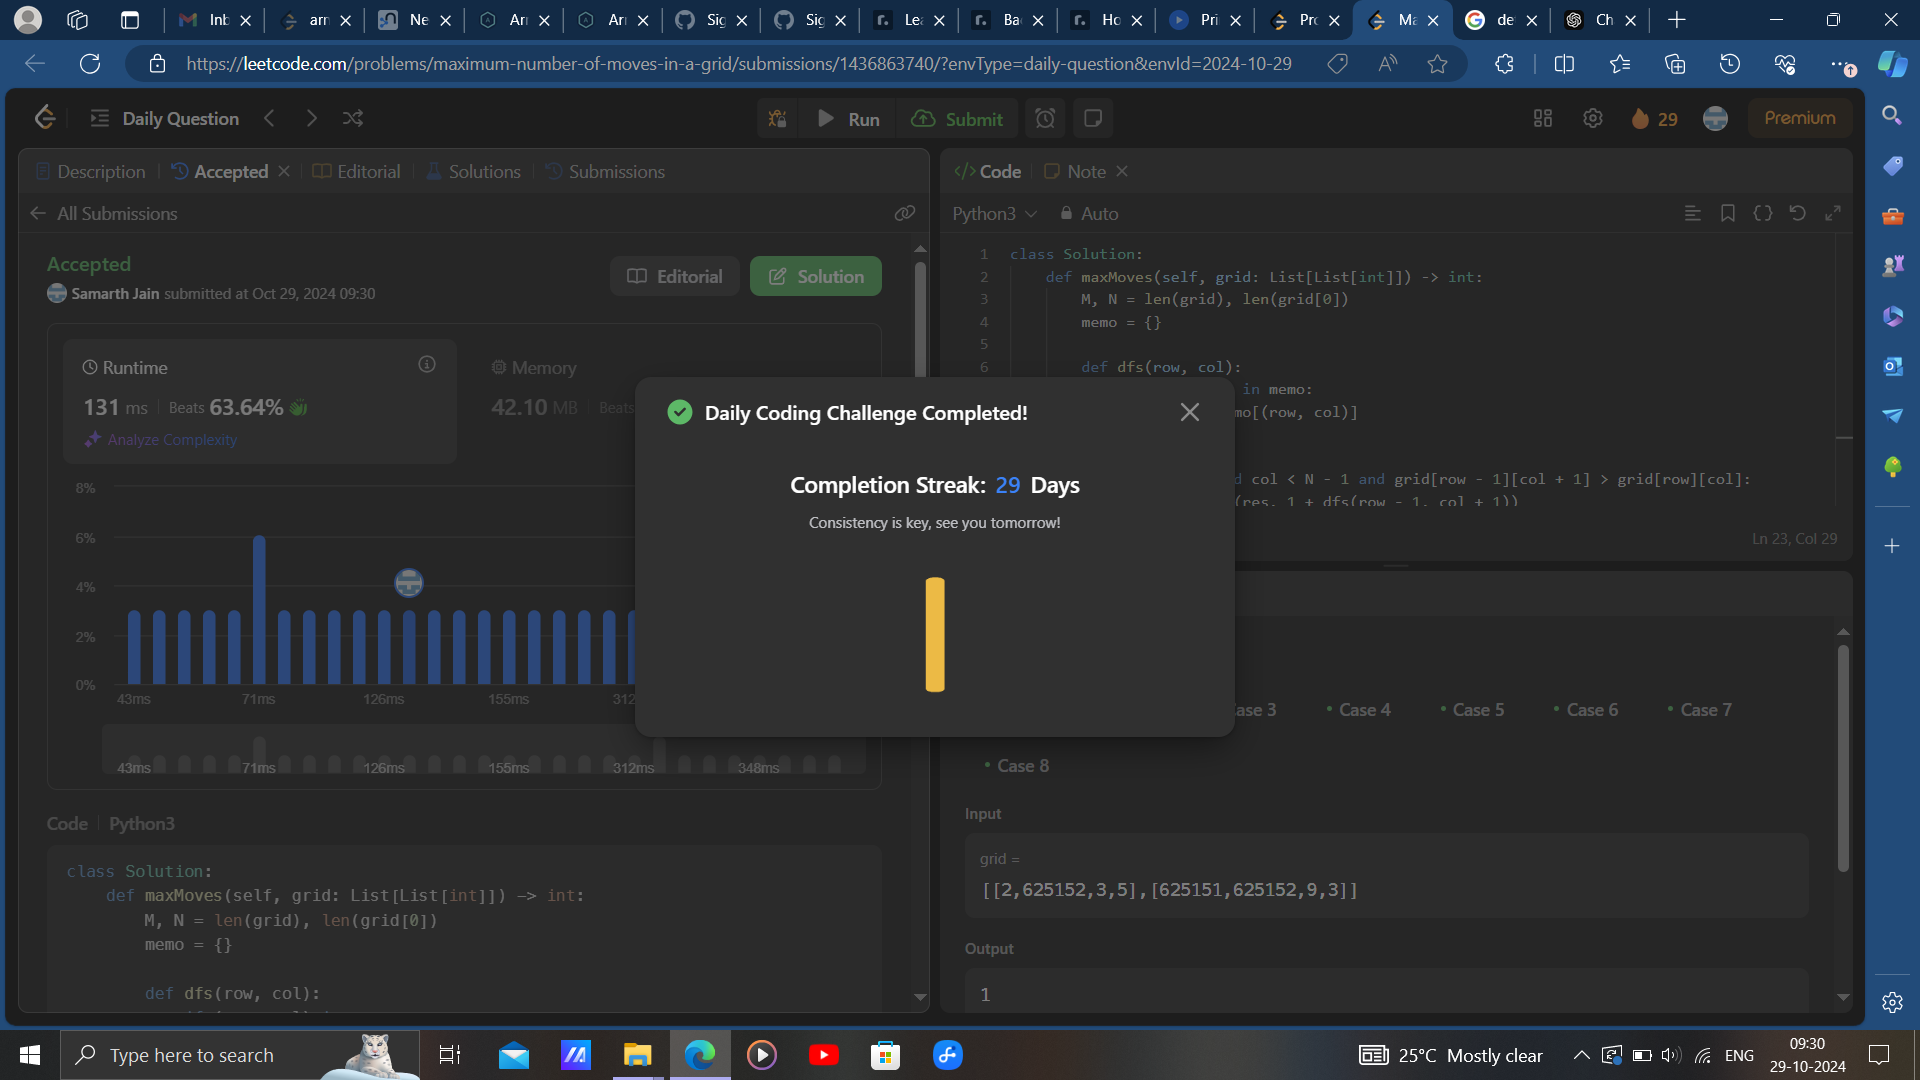 Inb
arr
Ne
Arr
Arr
Sig
Sig
Lea
Bac
Ho
Pri
Pro
Ma
de
Ch
https://leetcode.com/problems/maximum-number-of-moves-in-a-grid/submissions/1436863740/?envType=daily-question&envId=2024-10-29
Daily Question
Run
Submit
29
Premium
Description
Accepted
Editorial
Solutions
Submissions
All Submissions
Accepted
Samarth Jain submitted at Oct 29, 2024 09:30
Editorial
Solution
Runtime
131 ms
Beats 63.64%
Analyze Complexity
Memory
42.10 MB
Beats
8%
6%
4%
2%
0%
43ms 71ms 126ms 155ms 312
43ms 71ms 126ms 155ms 312ms 348ms
Code
Python3
class Solution:
def maxMoves(self, grid: List[List[int]]) -> int:
M, N = len(grid), len(grid[0])
memo = {}
def dfs(row, col):
Code
Note
Python3
Auto
1 class Solution:
2 def maxMoves(self, grid: List[List[int]]) -> int:
3 M, N = len(grid), len(grid[0])
4 memo = {}
5
6 def dfs(row, col):
in memo:
mo[(row, col)]
d col < N - 1 and grid[row - 1][col + 1] > grid[row][col]:
(res, 1 + dfs(row - 1, col + 1))
Ln 23, Col 29
Daily Coding Challenge Completed!
Completion Streak: 29 Days
Consistency is key, see you tomorrow!
ase 3
Case 4
Case 5
Case 6
Case 7
Case 8
Input
grid =
[[2,625152,3,5],[625151,625152,9,3]]
Output
1
Type here to search
25°C Mostly clear
ENG
09:30
29-10-2024